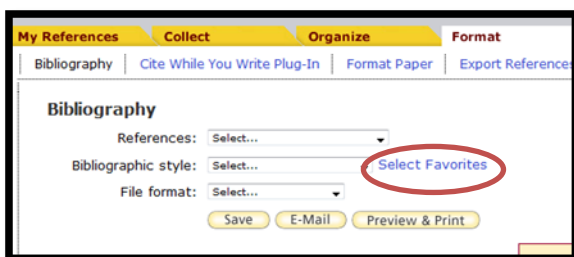 My References Collect Organize Format
Bibliography Cite While You Write Plug-In Format Paper Export References
Bibliography
References: Select...
Bibliographic style: Select... Select Favorites
File format: Select...
Save E-Mail Preview & Print